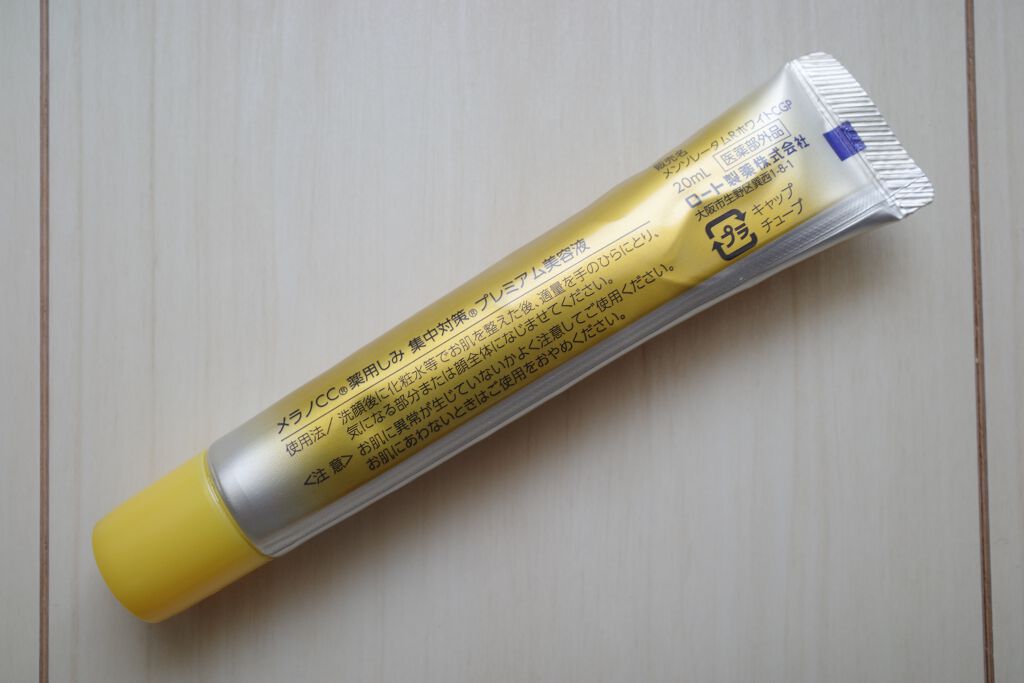 メラノCC® 薬用しみ 集中対策® プレミアム美容液
使用法/洗顔後に化粧水等でお肌を整えた後、適量を手のひらにとり、
気になる部分または顔全体になじませてください。
<注意>お肌に異常が生じていないかよく注意してご使用ください。
お肌にあわないときはご使用をおやめください。
販売名
メンソレータムRホワイトCGP
20mL 医薬部外品
ロート製薬株式会社
大阪市生野区巽西1-8-1
プラ キャップ
チューブ